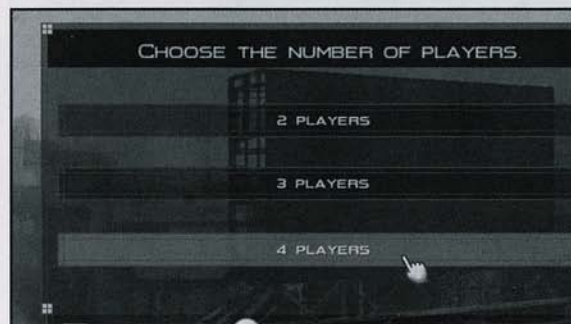 CHOOSE THE NUMBER OF PLAYERS.
2 PLAYERS
3 PLAYERS
4 PLAYERS